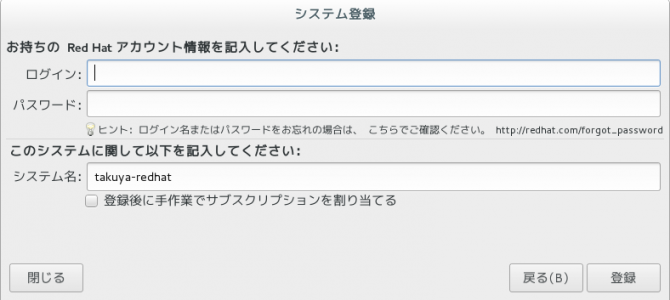 システム登録
お持ちの Red Hat アカウント情報を記入してください:
ログイン:
パスワード:
ヒント: ログイン名またはパスワードをお忘れの場合は、 こちらでご確認ください。 http://redhat.com/forgot_password
このシステムに関して以下を記入してください:
システム名: takuya-redhat
登録後に手作業でサブスクリプションを割り当てる
閉じる 戻る(B) 登録